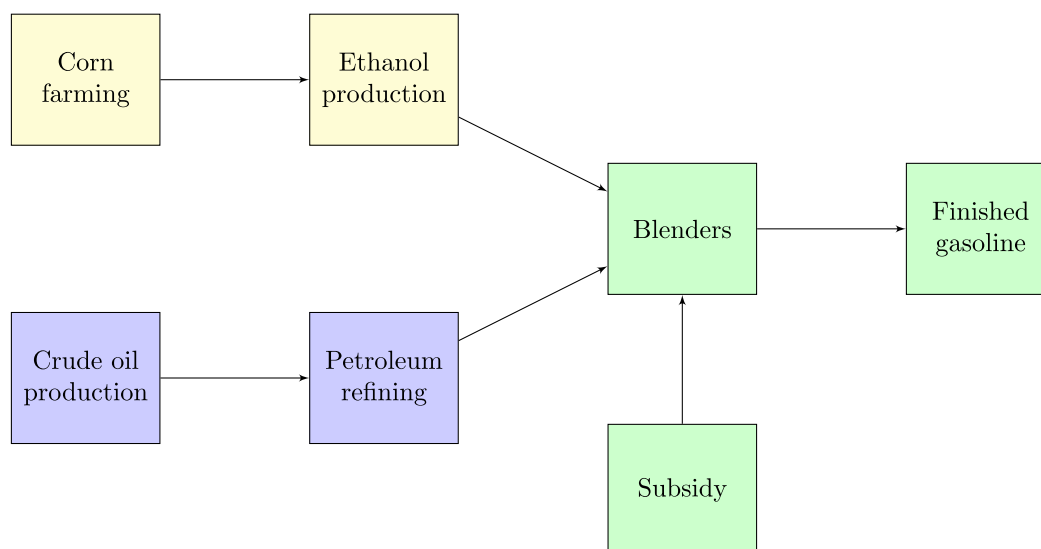 Corn
farming
Ethanol
production
Blenders
Finished
gasoline
Crude oil
production
Petroleum
refining
Subsidy